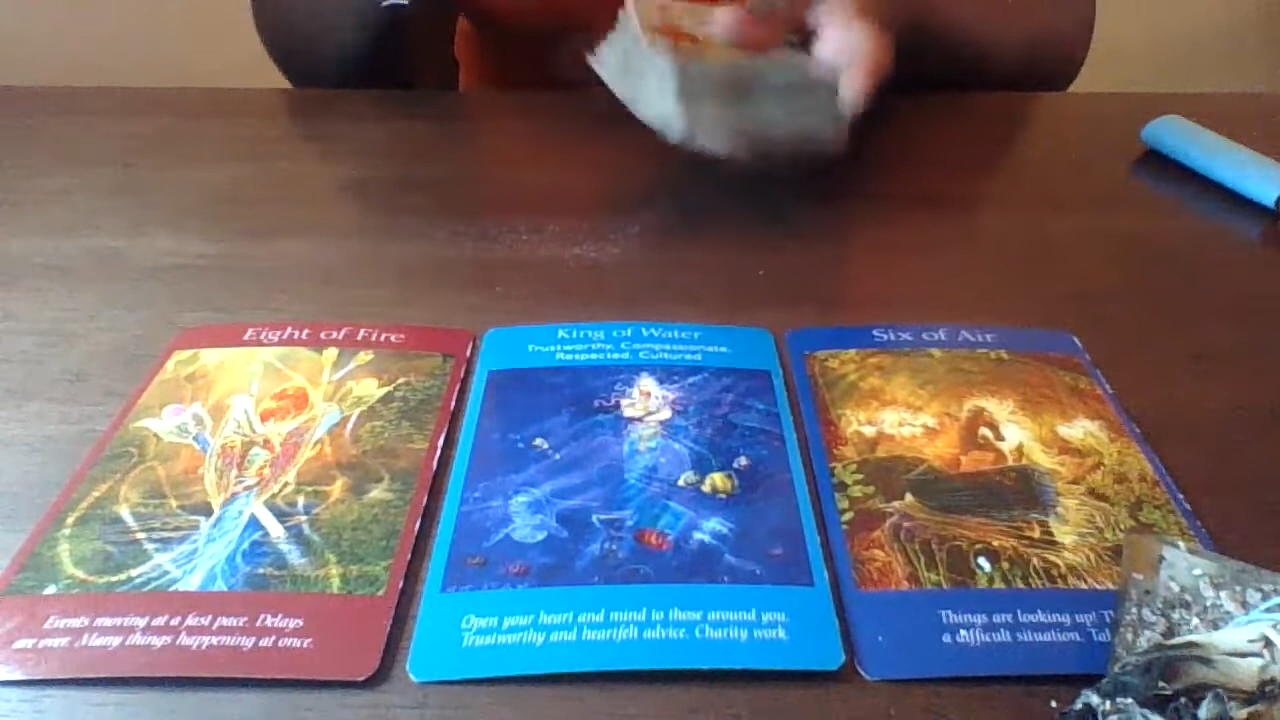 Eight of Fire
Events moving at a fast pace. Delays
are over. Many things happening at once.
King of Water
Trustworthy, Compassionate,
Respected, Cultured
Open your heart and mind to those around you.
Trustworthy and heartfelt advice. Charity work.
Six of Air
Things are looking up! T
a difficult situation. Tal